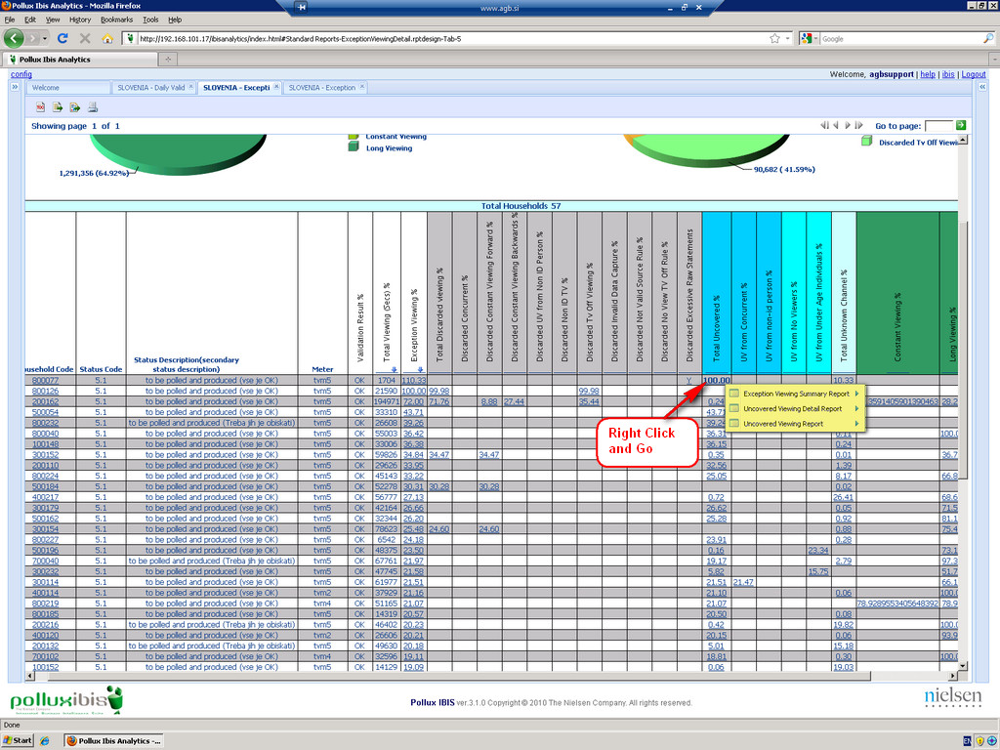 Pollux Ibis Analytics - Mozilla Firefox
www.agb.si
File Edit View History Bookmarks Tools Help
http://192.168.101.17/ibisanalytics/index.html#Standard Reports-ExceptionViewingDetail.rptdesign-Tab-5
Google
Pollux Ibis Analytics
config
Welcome, agbsupport | help | ibis | Logout
Welcome SLOVENIA - Daily Valid SLOVENIA - Excepti SLOVENIA - Exception
Showing page 1 of 1
Go to page:
Constant Viewing
Long Viewing
1,291,356 (64.92%)
Discarded Tv Off Viewi
90,682 ( 41.59%)
Total Households 57
usehold Code
Status Code
Status Description(secondary
status description)
Meter
Validation Result %
Total Viewing (secs) %
Exception Viewing %
Total Discarded viewing %
Discarded Concurrent %
Discarded Constant Viewing Forward %
Discarded Constant Viewing Backwards %
Discarded UV from Non ID Person %
Discarded Non ID TV %
Discarded Tv Off Viewing %
Discarded Invalid Data Capture %
Discarded Not Valid Source Rule %
Discarded No View TV Off Rule %
Discarded Excessive Raw Statements
Total Uncovered %
UV from Concurrent %
UV from non-id person %
UV from No Viewers %
UV from Under Age Individuals %
Total Unknown Channel %
Constant Viewing %
Long Viewing %
800077 5.1 to be polled and produced (vse je OK) tvm5 OK 1704 110.33 Y 100.00 10.33
800126 5.1 to be polled and produced (vse je OK) tvm5 OK 21590 100.00 99.98 99.98
200162 5.1 to be polled and produced (vse je OK) tvm5 OK 194971 72.00 71.76 8.88 27.44 35.44 0.24 3591405901390463 28.2
500054 5.1 to be polled and produced (vse je OK) tvm5 OK 33310 43.71 43.71
800232 5.1 to be polled and produced (Treba jih je obiskati) tvm5 OK 26608 39.26 39.24
800040 5.1 to be polled and produced (vse je OK) tvm5 OK 55003 36.42 36.31 0.11 100.0
100148 5.1 to be polled and produced (vse je OK) tvm5 OK 33006 36.38 36.15 0.24
300152 5.1 to be polled and produced (vse je OK) tvm5 OK 59826 34.84 34.47 34.47 0.35 0.01 36.7
200110 5.1 to be polled and produced (vse je OK) tvm5 OK 29626 33.95 32.56 1.39
800224 5.1 to be polled and produced (vse je OK) tvm5 OK 45143 33.22 25.05 8.17 66.8
500184 5.1 to be polled and produced (vse je OK) tvm5 OK 52278 30.31 30.28 30.28 0.02
400217 5.1 to be polled and produced (vse je OK) tvm5 OK 56777 27.13 0.72 26.41 68.6
300179 5.1 to be polled and produced (vse je OK) tvm5 OK 42164 26.66 26.62 0.05 71.5
500162 5.1 to be polled and produced (vse je OK) tvm5 OK 32344 26.20 25.28 0.92 81.1
300154 5.1 to be polled and produced (vse je OK) tvm5 OK 78623 25.48 24.60 24.60 0.88 75.4
800227 5.1 to be polled and produced (vse je OK) tvm5 OK 6542 24.18 23.91 0.28
500196 5.1 to be polled and produced (vse je OK) tvm5 OK 48375 23.50 0.16 23.34 73.1
700040 5.1 to be polled and produced (Treba jih je obiskati) tvm5 OK 67761 21.97 19.17 2.79 97.3
300232 5.1 to be polled and produced (vse je OK) tvm5 OK 47745 21.58 5.82 15.75 51.7
300114 5.1 to be polled and produced (vse je OK) tvm5 OK 61977 21.51 21.51 21.47 66.1
400114 5.1 to be polled and produced (vse je OK) tvm2 OK 37929 21.16 21.10 0.06 100.0
800219 5.1 to be polled and produced (vse je OK) tvm4 OK 51165 21.07 21.07 78.9289553405648392 78.9
800185 5.1 to be polled and produced (vse je OK) tvm5 OK 14319 20.57 20.50 0.08
200216 5.1 to be polled and produced (Treba jih je obiskati) tvm5 OK 46402 20.23 0.42 19.82 100.0
400120 5.1 to be polled and produced (vse je OK) tvm2 OK 26606 20.21 20.15 0.06 93.9
200132 5.1 to be polled and produced (Treba jih je obiskati) tvm5 OK 49630 20.18 5.01 15.18
700102 5.1 to be polled and produced (vse je OK) tvm4 OK 32596 19.11 18.81 0.30 100.0
100152 5.1 to be polled and produced (vse je OK) tvm5 OK 14129 19.09 0.06 19.03
Exception Viewing Summary Report
Uncovered Viewing Detail Report
Uncovered Viewing Report
Right Click
and Go
polluxibis
Pollux IBIS ver.3.1.0 Copyright © 2010 The Nielsen Company. All rights reserved.
nielsen
Done
Start
Pollux Ibis Analytics -...
EN